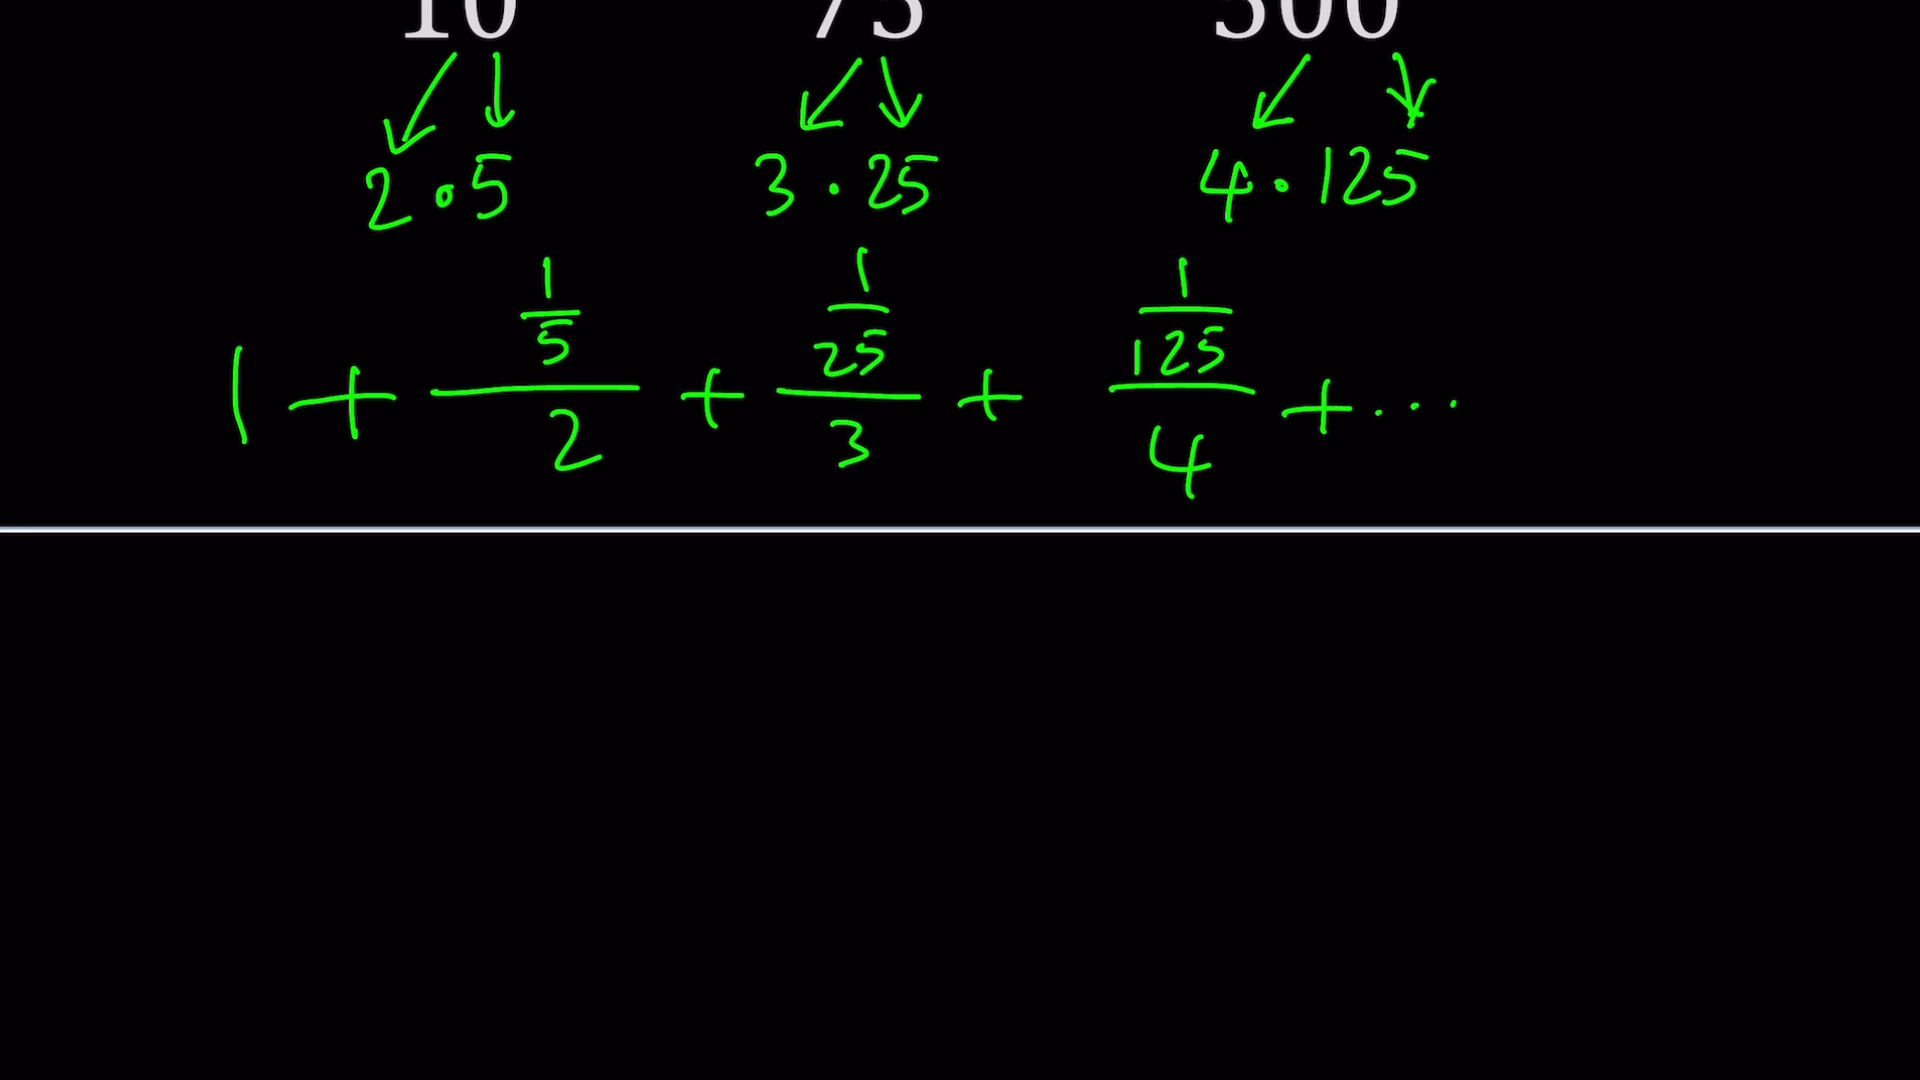 10 75 500
2 • 5 3 • 25 4 • 125
1 + (1/5)/2 + (1/25)/3 + (1/125)/4 + ...